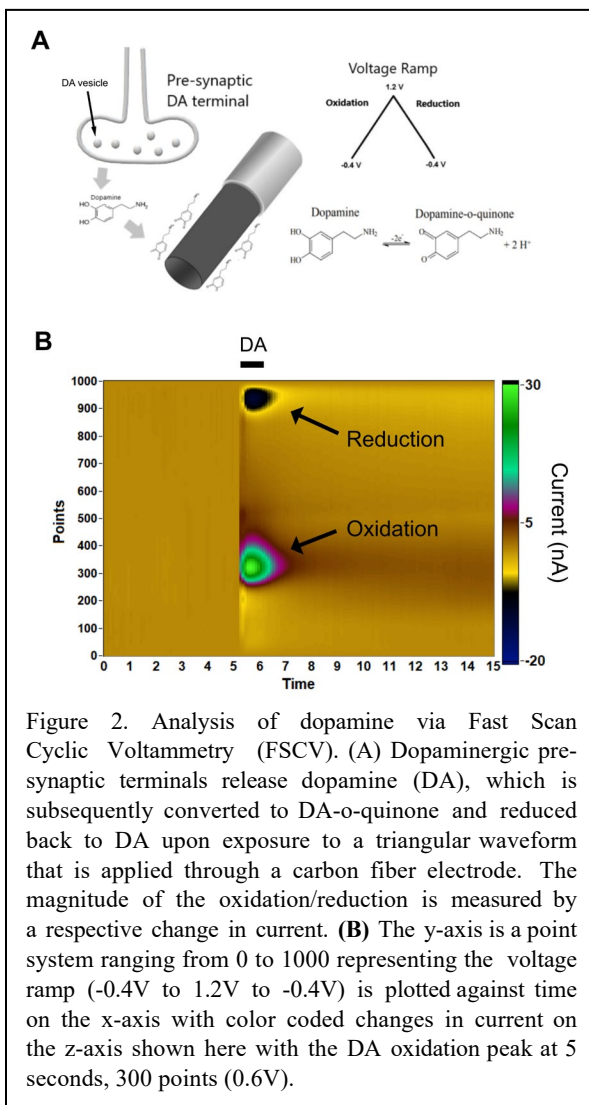 A
DA vesicle
Pre-synaptic
DA terminal
Dopamine
HO
HO
NH₂
Voltage Ramp
1.2 V
Oxidation
Reduction
-0.4 V
-0.4 V
Dopamine
Dopamine-o-quinone
HO
HO
NH₂
-2e⁻
O
O
NH₂
+ 2 H⁺
B
DA
1000
900
800
700
600
500
400
300
200
100
0
Points
Reduction
Oxidation
0 1 2 3 4 5 6 7 8 9 10 11 12 13 14 15
Time
30
5
-20
Current (nA)
Figure 2. Analysis of dopamine via Fast Scan
Cyclic Voltammetry (FSCV). (A) Dopaminergic pre-
synaptic terminals release dopamine (DA), which is
subsequently converted to DA-o-quinone and reduced
back to DA upon exposure to a triangular waveform
that is applied through a carbon fiber electrode. The
magnitude of the oxidation/reduction is measured by
a respective change in current. (B) The y-axis is a point
system ranging from 0 to 1000 representing the voltage
ramp (-0.4V to 1.2V to -0.4V) is plotted against time
on the x-axis with color coded changes in current on
the z-axis shown here with the DA oxidation peak at 5
seconds, 300 points (0.6V).